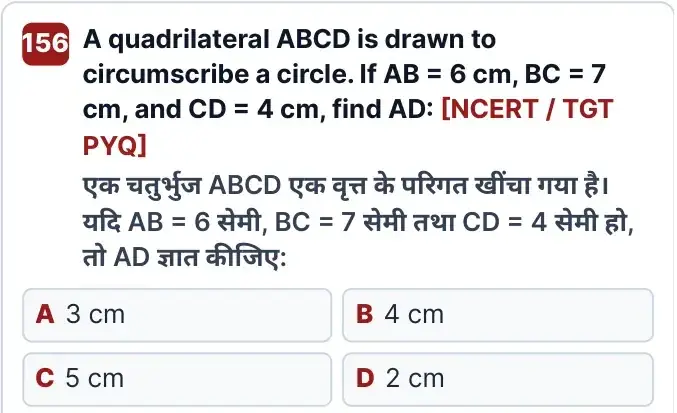 156 A quadrilateral ABCD is drawn to
circumscribe a circle. If AB = 6 cm, BC = 7
cm, and CD = 4 cm, find AD: [NCERT / TGT
PYQ]
एक चतुर्भुज ABCD एक वृत्त के परिगत खींचा गया है।
यदि AB = 6 सेमी, BC = 7 सेमी तथा CD = 4 सेमी हो,
तो AD ज्ञात कीजिए:
A 3 cm
B 4 cm
C 5 cm
D 2 cm